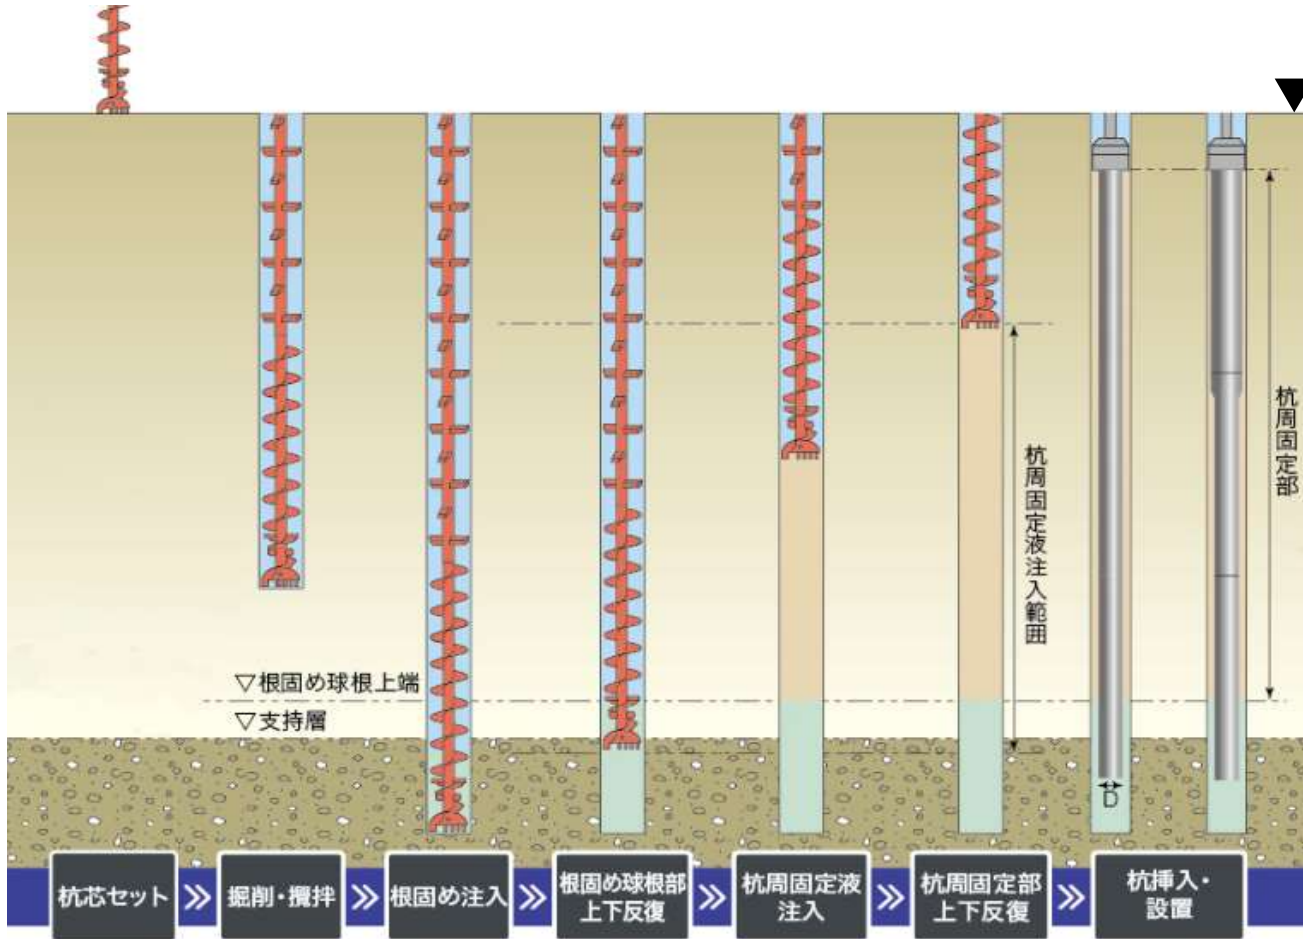 ▽根固め球根上端
▽支持層
杭周固定液注入範囲
杭周固定部
D
杭芯セット
掘削・攪拌
根固め注入
根固め球根部
上下反復
杭周固定液
注入
杭周固定部
上下反復
杭挿入・
設置